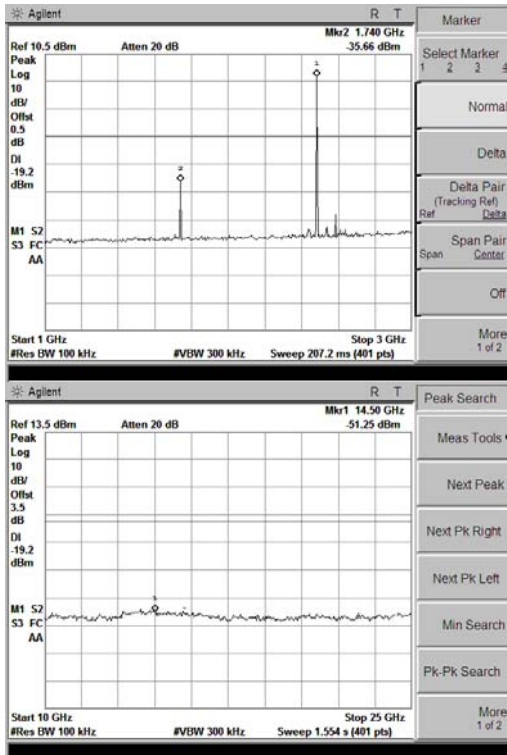 Agilent R T
Mkr2 1.740 GHz
Ref 10.5 dBm Atten 20 dB -35.66 dBm
Peak
Log
10
dB/
Offst
0.5
dB
DI
-19.2
dBm
M1 S2
S3 FC
AA
1
2
Start 1 GHz Stop 3 GHz
#Res BW 100 kHz #VBW 300 kHz Sweep 207.2 ms (401 pts)
Marker
Select Marker
1 2 3 4
Normal
Delta
Delta Pair
(Tracking Ref)
Ref Delta
Span Pair
Span Center
Off
More
1 of 2
Agilent R T
Mkr1 14.50 GHz
Ref 13.5 dBm Atten 20 dB -51.25 dBm
Peak
Log
10
dB/
Offst
3.5
dB
DI
-19.2
dBm
M1 S2
S3 FC
AA
1
Start 10 GHz Stop 25 GHz
#Res BW 100 kHz #VBW 300 kHz Sweep 1.554 s (401 pts)
Peak Search
Meas Tools
Next Peak
Next Pk Right
Next Pk Left
Min Search
Pk-Pk Search
More
1 of 2